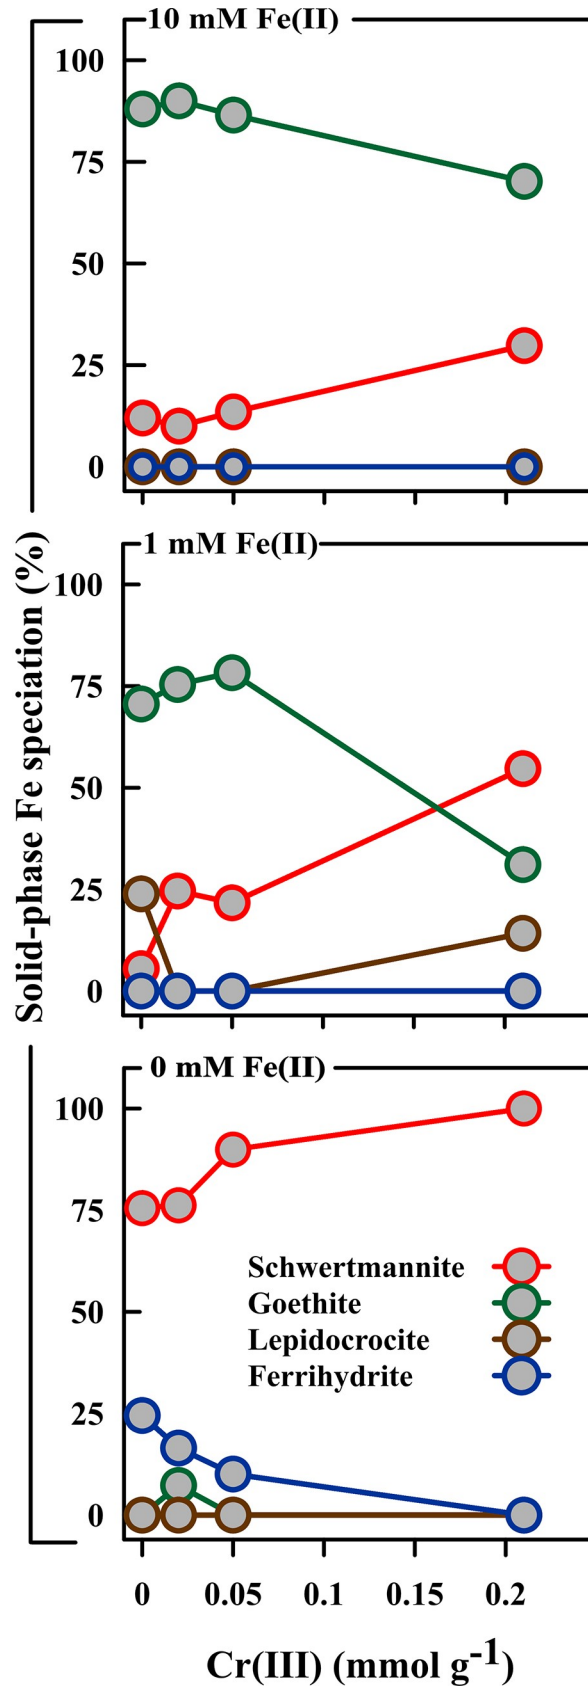 10 mM Fe(II)
100
75
50
25
0
1 mM Fe(II)
100
75
50
25
0
Solid-phase Fe speciation (%)
0 mM Fe(II)
100
75
50
25
0
Schwertmannite
Goethite
Lepidocrocite
Ferrihydrite
0 0.05 0.1 0.15 0.2
Cr(III) (mmol g⁻¹)